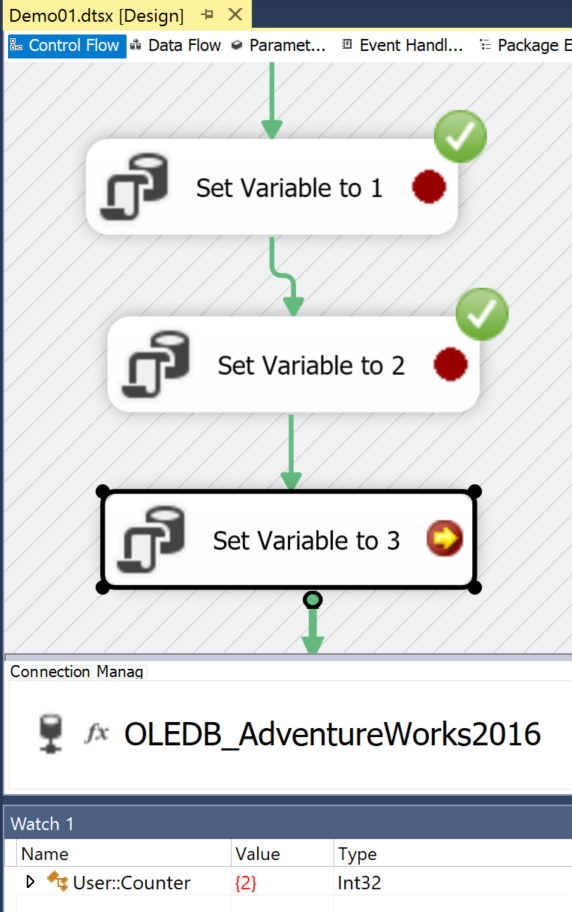 Demo01.dtsx [Design]
Control Flow Data Flow Paramet... Event Handl... Package E
Set Variable to 1
Set Variable to 2
Set Variable to 3
Connection Manag
fx OLEDB_AdventureWorks2016
Watch 1
Name Value Type
User::Counter {2} Int32